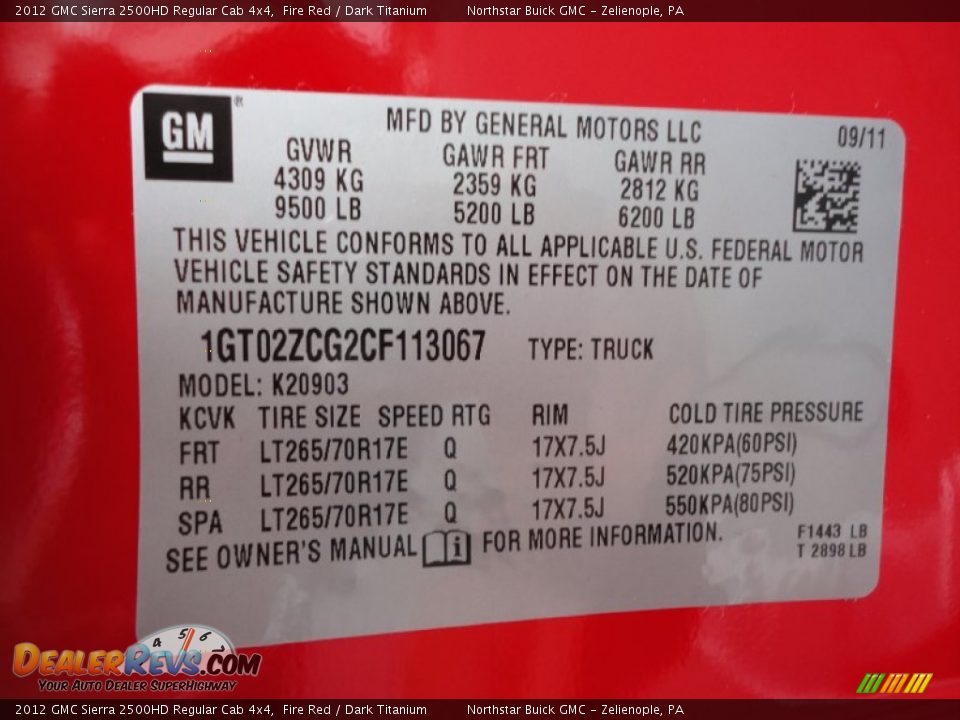 2012 GMC Sierra 2500HD Regular Cab 4x4, Fire Red / Dark Titanium Northstar Buick GMC - Zelienople, PA
GM®
MFD BY GENERAL MOTORS LLC 09/11
GVWR GAWR FRT GAWR RR
4309 KG 2359 KG 2812 KG
9500 LB 5200 LB 6200 LB
THIS VEHICLE CONFORMS TO ALL APPLICABLE U.S. FEDERAL MOTOR
VEHICLE SAFETY STANDARDS IN EFFECT ON THE DATE OF
MANUFACTURE SHOWN ABOVE.
1GT02ZCG2CF113067 TYPE: TRUCK
MODEL: K20903
KCVK TIRE SIZE SPEED RTG RIM COLD TIRE PRESSURE
FRT LT265/70R17E Q 17X7.5J 420KPA(60PSI)
RR LT265/70R17E Q 17X7.5J 520KPA(75PSI)
SPA LT265/70R17E Q 17X7.5J 550KPA(80PSI)
SEE OWNER'S MANUAL i FOR MORE INFORMATION.
F1443 LB
T 2898 LB
4 5 6 7
DealerRevs.com
Your Auto Dealer SuperHighway
2012 GMC Sierra 2500HD Regular Cab 4x4, Fire Red / Dark Titanium Northstar Buick GMC - Zelienople, PA